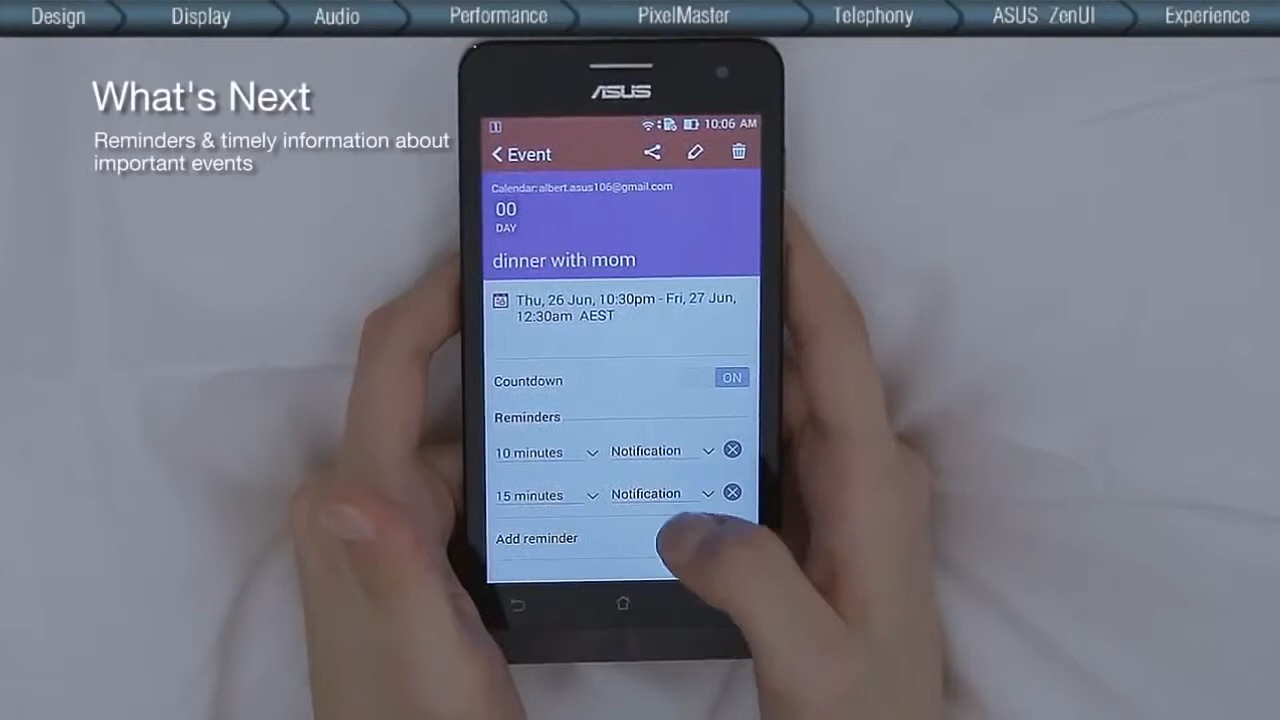 Design Display Audio Performance PixelMaster Telephony ASUS ZenUI Experience
What's Next
Reminders & timely information about
important events
ASUS
10:06 AM
Event
Calendar: albert.asus106@gmail.com
00
DAY
dinner with mom
Thu, 26 Jun, 10:30pm - Fri, 27 Jun,
12:30am AEST
Countdown ON
Reminders
10 minutes Notification
15 minutes Notification
Add reminder